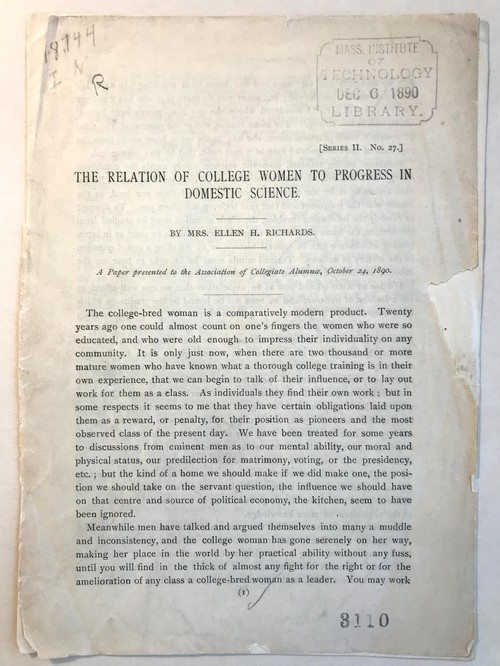 18744
I N
R
MASS. INSTITUTE
OF
TECHNOLOGY
DEC 6 1890
LIBRARY.
[SERIES II. No. 27.]
THE RELATION OF COLLEGE WOMEN TO PROGRESS IN
DOMESTIC SCIENCE.
BY MRS. ELLEN H. RICHARDS.
A Paper presented to the Association of Collegiate Alumnæ, October 24, 1890.
The college-bred woman is a comparatively modern product. Twenty
years ago one could almost count on one's fingers the women who were so
educated, and who were old enough to impress their individuality on any
community. It is only just now, when there are two thousand or more
mature women who have known what a thorough college training is in their
own experience, that we can begin to talk of their influence, or to lay out
work for them as a class. As individuals they find their own work; but in
some respects it seems to me that they have certain obligations laid upon
them as a reward, or penalty, for their position as pioneers and the most
observed class of the present day. We have been treated for some years
to discussions from eminent men as to our mental ability, our moral and
physical status, our predilection for matrimony, voting, or the presidency,
etc.; but the kind of a home we should make if we did make one, the posi-
tion we should take on the servant question, the influence we should have
on that centre and source of political economy, the kitchen, seem to have
been ignored.
Meanwhile men have talked and argued themselves into many a muddle
and inconsistency, and the college woman has gone serenely on her way,
making her place in the world by her practical ability without any fuss,
until you will find in the thick of almost any fight for the right or for the
amelioration of any class a college-bred woman as a leader. You may work
(1)
3110